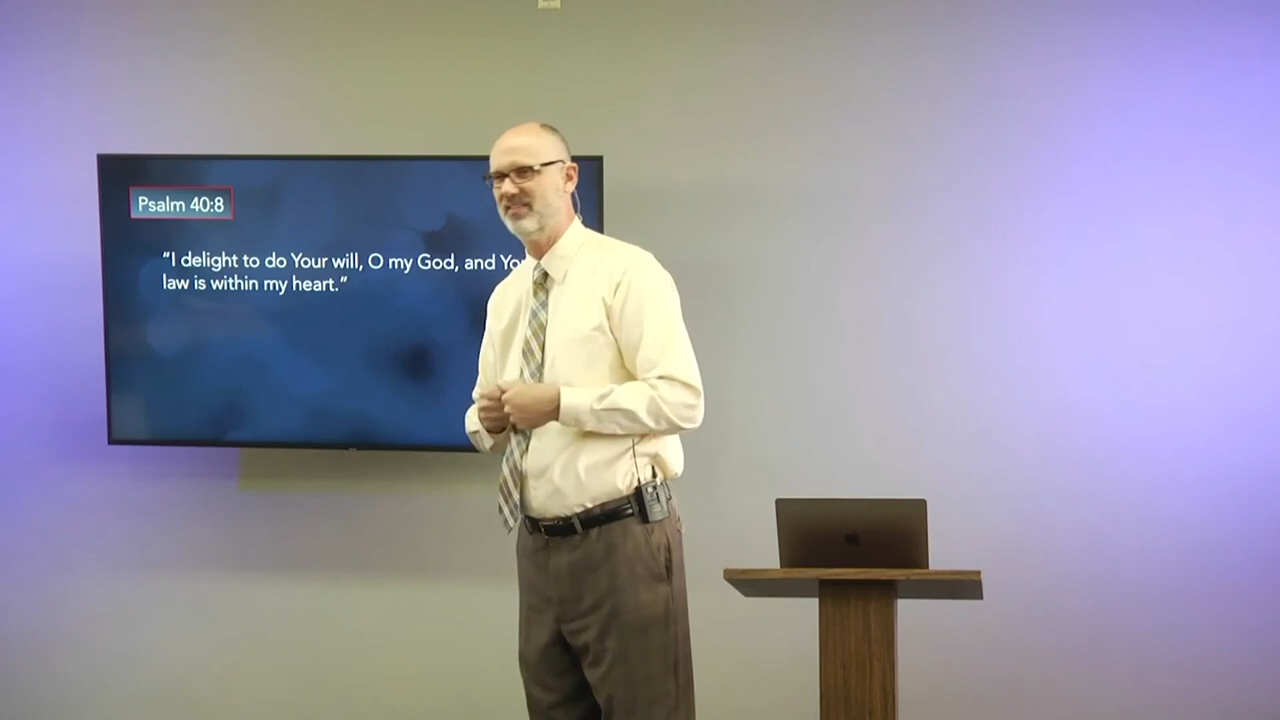 Psalm 40:8
“I delight to do Your will, O my God, and
law is within my heart.”